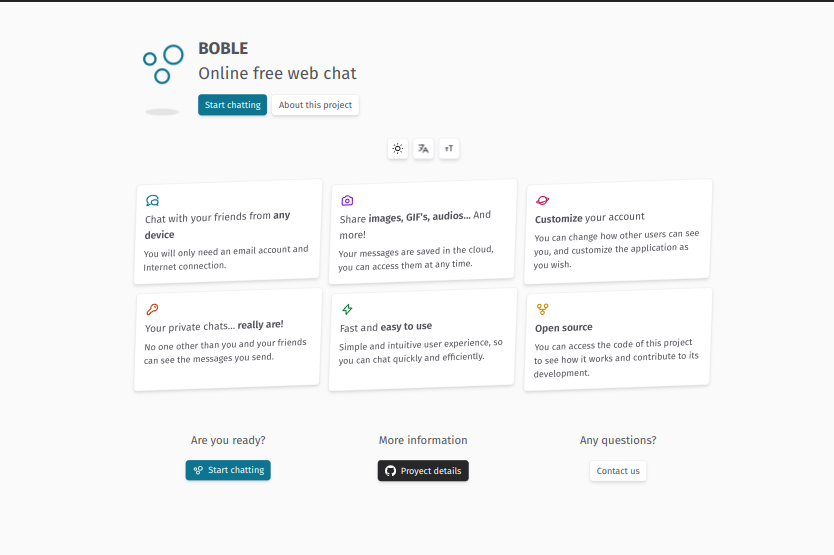 BOBLE
Online free web chat
Start chatting
About this project
Chat with your friends from any
device
You will only need an email account and
Internet connection.
Share images, GIF's, audios... And
more!
Your messages are saved in the cloud,
you can access them at any time.
Customize your account
You can change how other users can see
you, and customize the application as
you wish.
Your private chats... really are!
No one other than you and your friends
can see the messages you send.
Fast and easy to use
Simple and intuitive user experience, so
you can chat quickly and efficiently.
Open source
You can access the code of this project
to see how it works and contribute to its
development.
Are you ready?
Start chatting
More information
Proyect details
Any questions?
Contact us